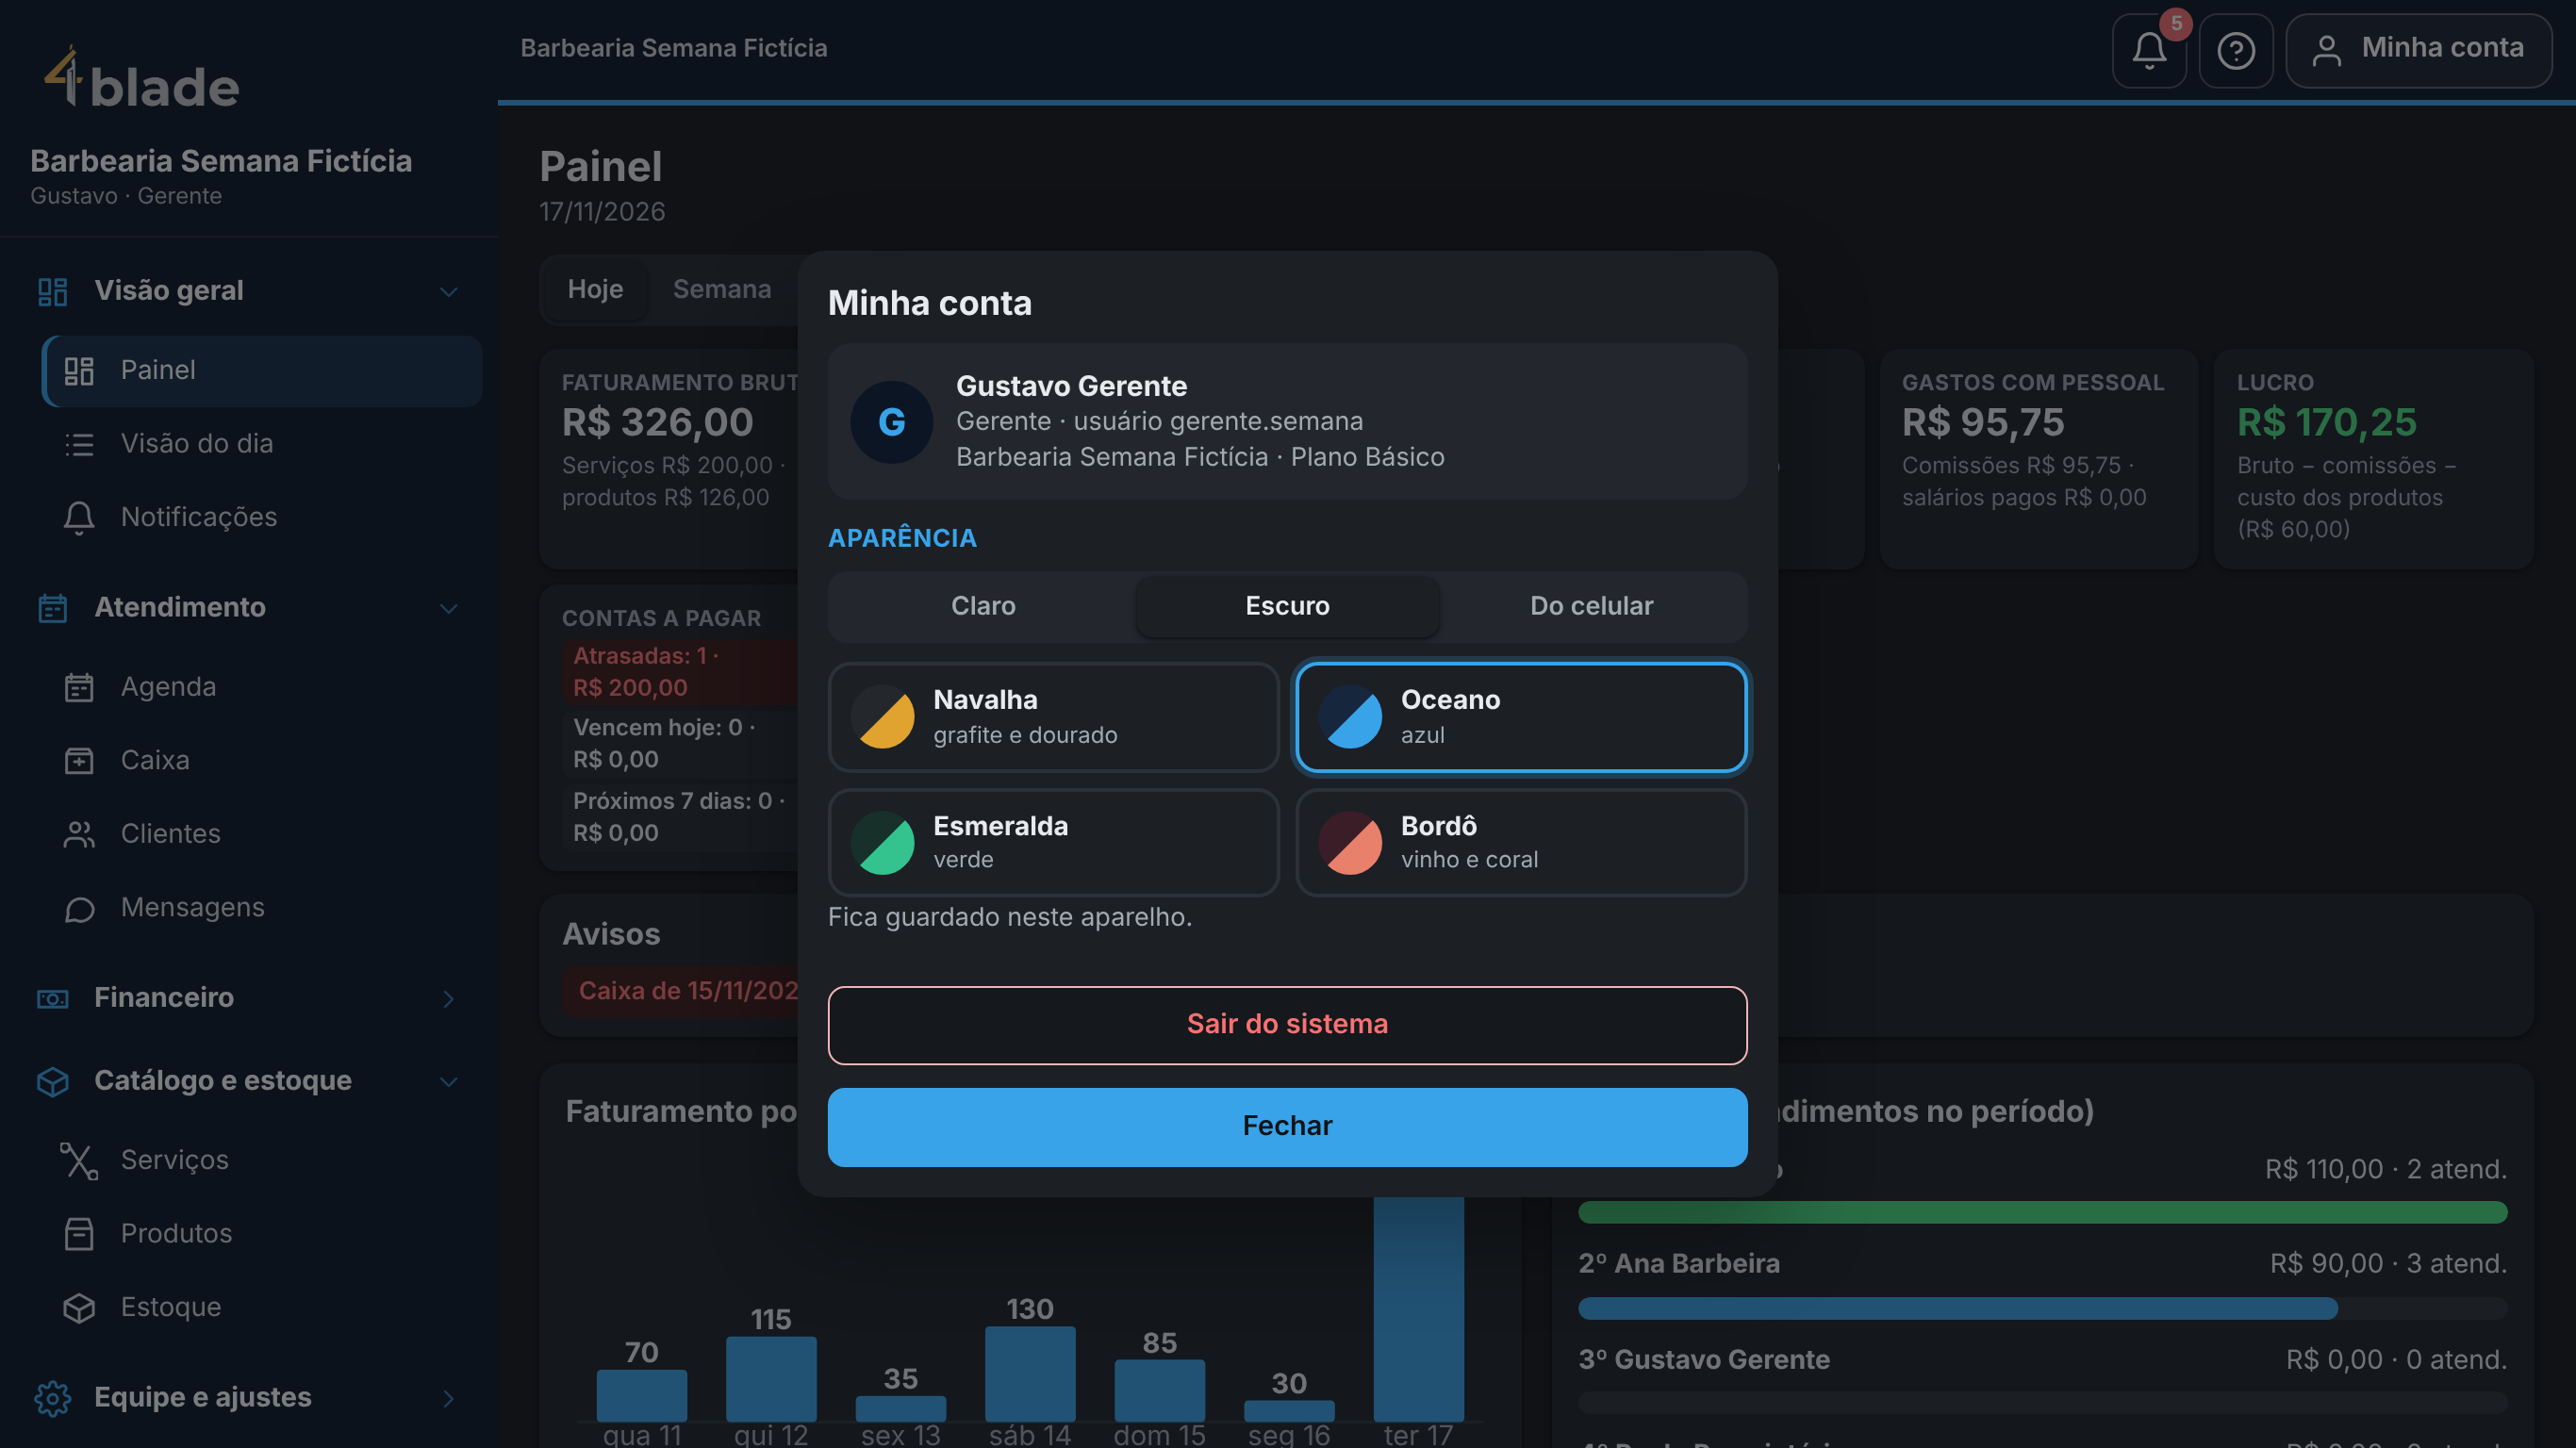 4blade
Barbearia Semana Fictícia
Gustavo · Gerente
Visão geral
Painel
Visão do dia
Notificações
Atendimento
Agenda
Caixa
Clientes
Mensagens
Financeiro
Catálogo e estoque
Serviços
Produtos
Estoque
Equipe e ajustes
Barbearia Semana Fictícia
5
Minha conta
Painel
17/11/2026
Hoje
Semana
FATURAMENTO
R$ 326,00
Serviços R$ 200,00 ·
produtos R$ 126,00
GASTOS COM PESSOAL
R$ 95,75
Comissões R$ 95,75 ·
salários pagos R$ 0,00
LUCRO
R$ 170,25
Bruto – comissões –
custo dos produtos
(R$ 60,00)
CONTAS A PAGAR
Atrasadas: 1 ·
R$ 200,00
Vencem hoje: 0 ·
R$ 0,00
Próximos 7 dias: 0 ·
R$ 0,00
Avisos
Caixa de 15/11/202
Minha conta
G
Gustavo Gerente
Gerente · usuário gerente.semana
Barbearia Semana Fictícia · Plano Básico
APARÊNCIA
Claro
Escuro
Do celular
Navalha
grafite e dourado
Oceano
azul
Esmeralda
verde
Bordô
vinho e coral
Fica guardado neste aparelho.
Sair do sistema
Fechar
Faturamento
70
115
35
130
85
30
qua 11
qui 12
sex 13
sáb 14
dom 15
seg 16
ter 17
no período)
R$ 110,00 · 2 atend.
2º Ana Barbeira
R$ 90,00 · 3 atend.
3º Gustavo Gerente
R$ 0,00 · 0 atend.